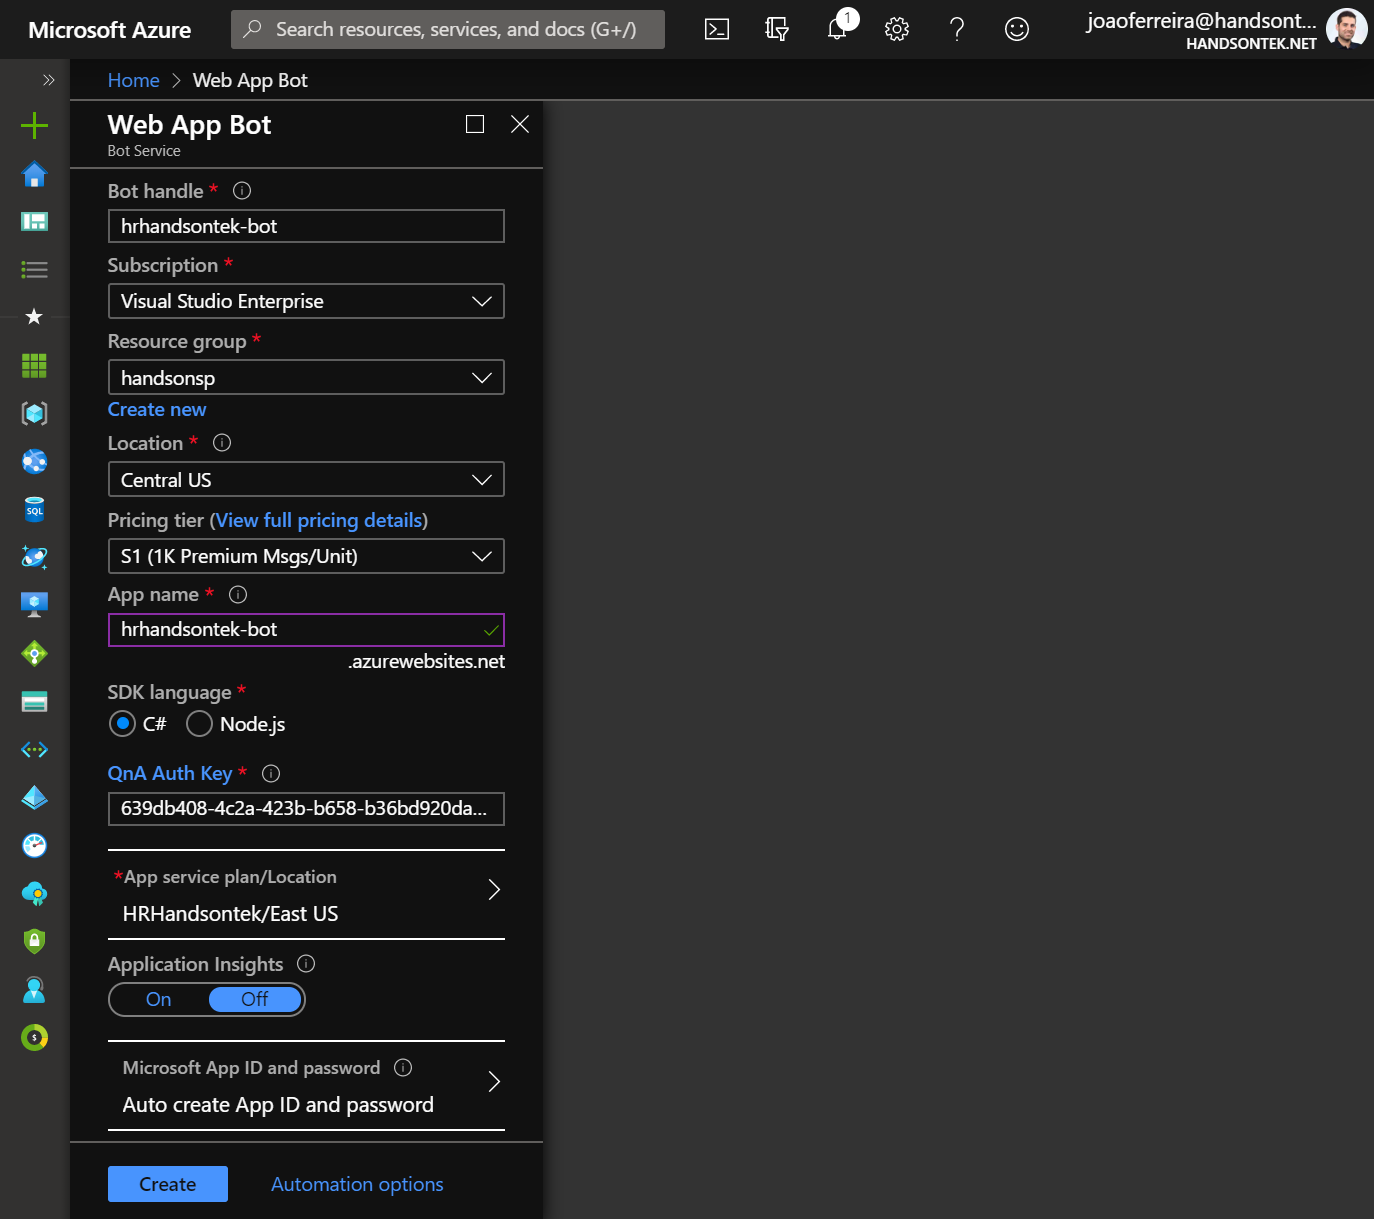 Microsoft Azure
Search resources, services, and docs (G+/)
1
joaoferreira@handsont...
HANDSONTEK.NET
Home > Web App Bot
Web App Bot
Bot Service
Bot handle *
hrhandsontek-bot
Subscription *
Visual Studio Enterprise
Resource group *
handsonsp
Create new
Location *
Central US
Pricing tier (View full pricing details)
S1 (1K Premium Msgs/Unit)
App name *
hrhandsontek-bot
.azurewebsites.net
SDK language *
C# Node.js
QnA Auth Key *
639db408-4c2a-423b-b658-b36bd920da...
*App service plan/Location
HRHandsontek/East US
Application Insights
On Off
Microsoft App ID and password
Auto create App ID and password
Create Automation options
SQL
$